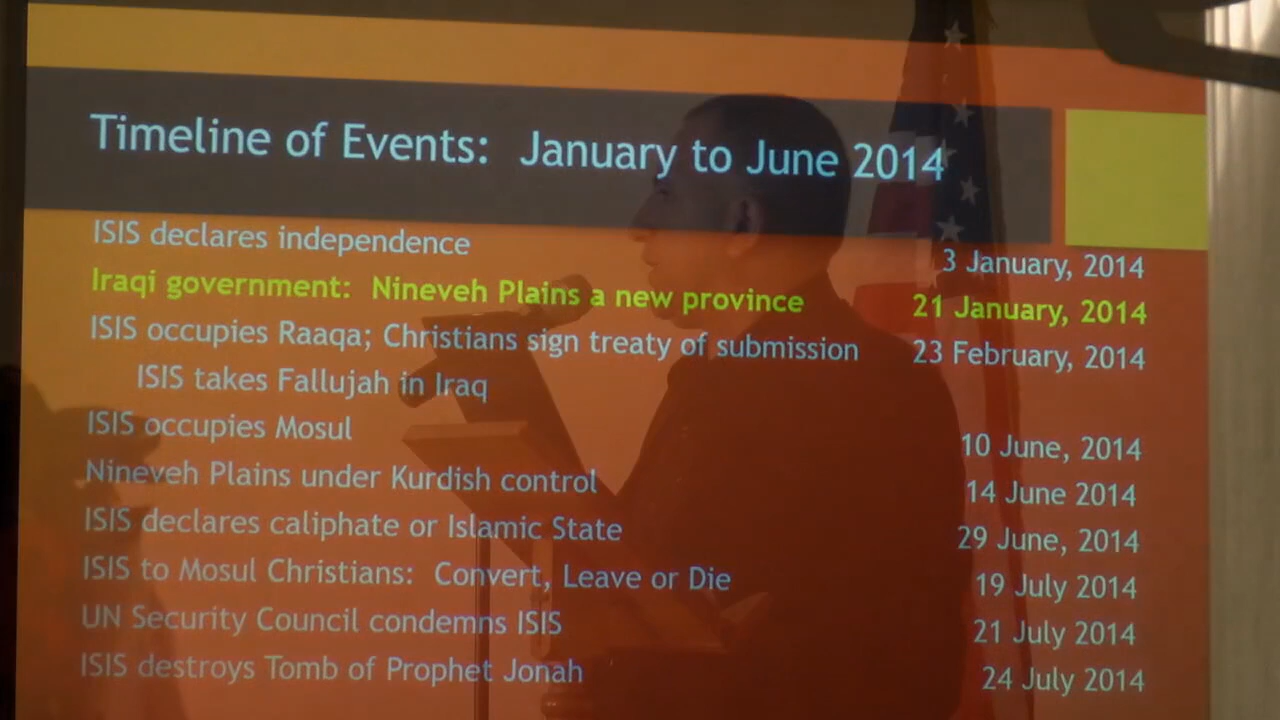 Timeline of Events: January to June 2014
ISIS declares independence 3 January, 2014
Iraqi government: Nineveh Plains a new province 21 January, 2014
ISIS occupies Raaqa; Christians sign treaty of submission 23 February, 2014
ISIS takes Fallujah in Iraq
ISIS occupies Mosul 10 June, 2014
Nineveh Plains under Kurdish control 14 June 2014
ISIS declares caliphate or Islamic State 29 June, 2014
ISIS to Mosul Christians: Convert, Leave or Die 19 July 2014
UN Security Council condemns ISIS 21 July 2014
ISIS destroys Tomb of Prophet Jonah 24 July 2014